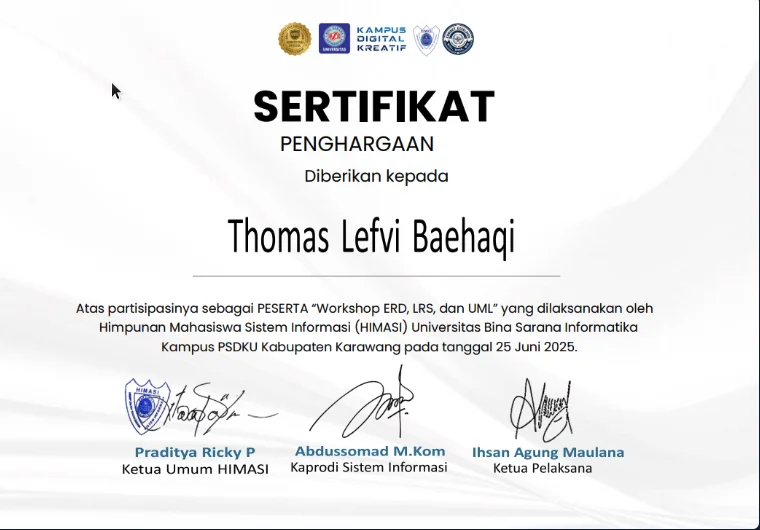 UNIVERSITAS
KAMPUS
DIGITAL
KREATIF
SERTIFIKAT
PENGHARGAAN
Diberikan kepada
Thomas Lefvi Baehaqi
Atas partisipasinya sebagai PESERTA “Workshop ERD, LRS, dan UML” yang dilaksanakan oleh
Himpunan Mahasiswa Sistem Informasi (HIMASI) Universitas Bina Sarana Informatika
Kampus PSDKU Kabupaten Karawang pada tanggal 25 Juni 2025.
HIMASI
Praditya Ricky P
Ketua Umum HIMASI
Abdussomad M.Kom
Kaprodi Sistem Informasi
Ihsan Agung Maulana
Ketua Pelaksana